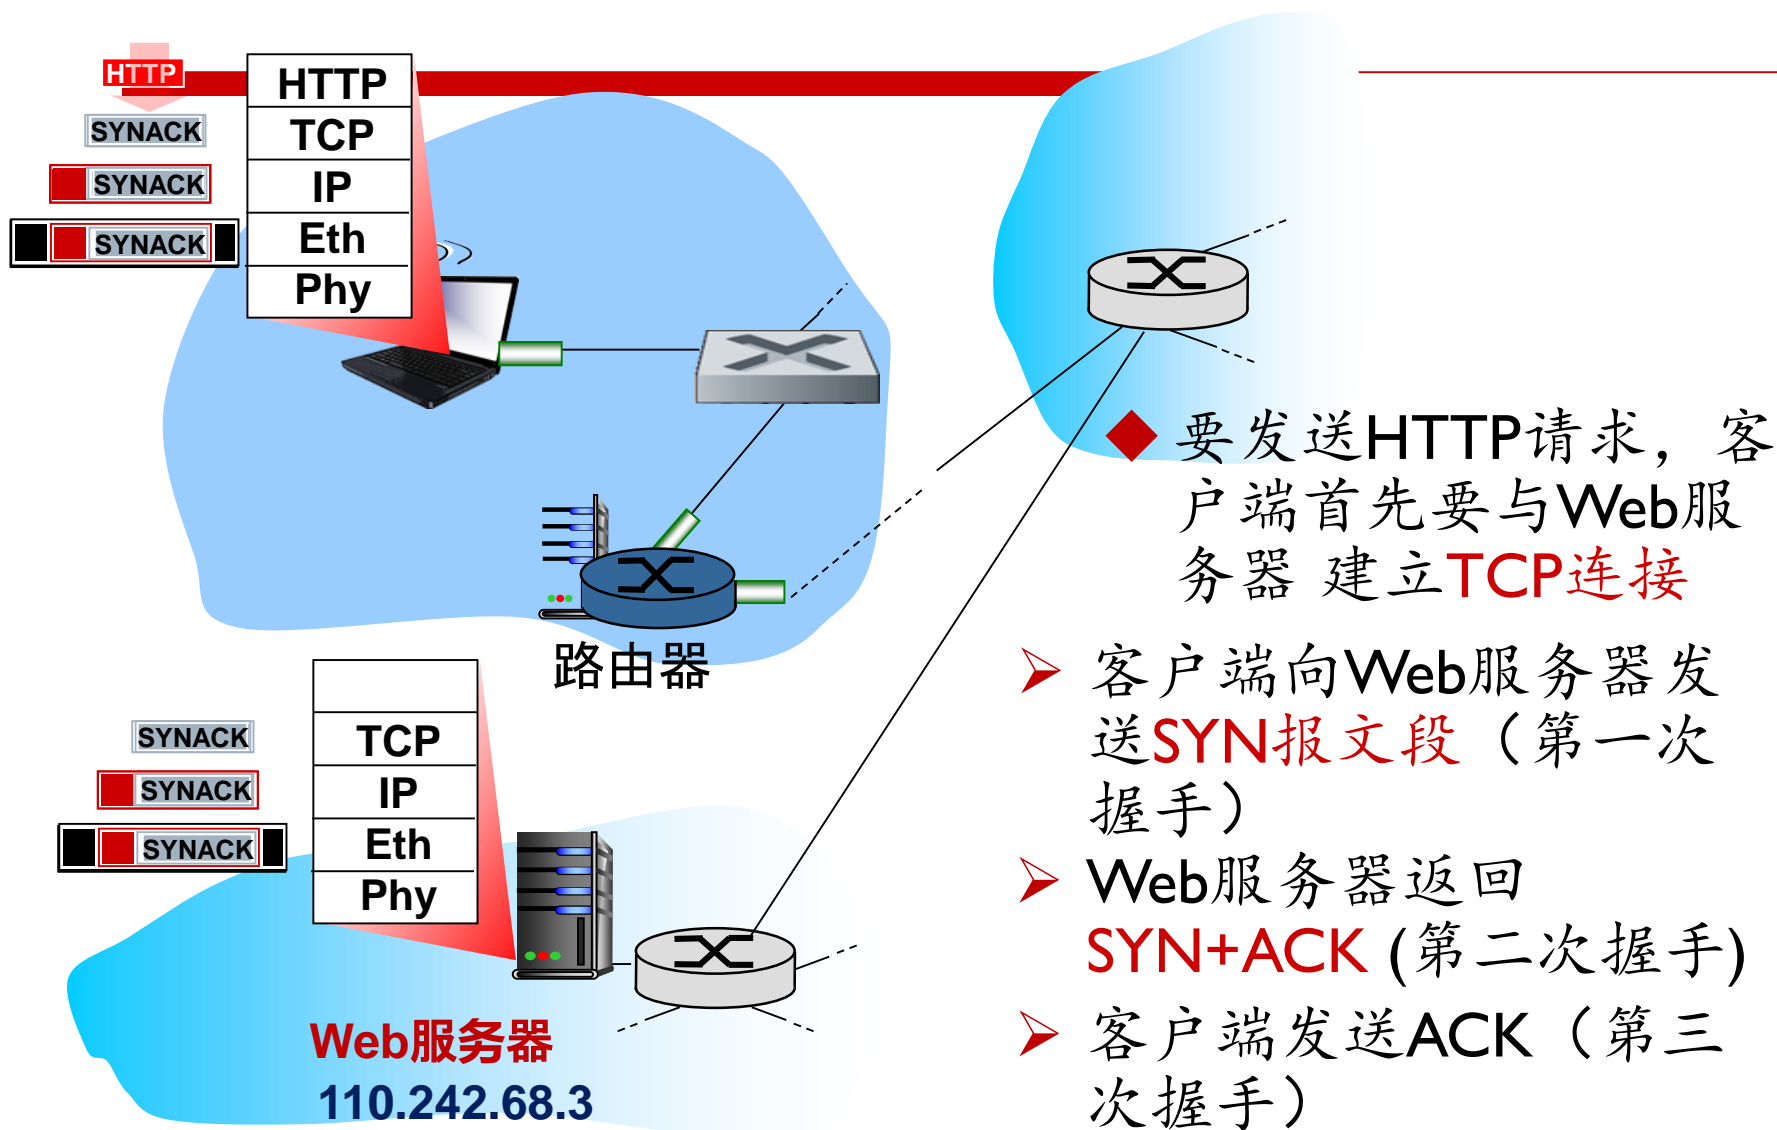 HTTP
SYNACK
SYNACK
SYNACK
HTTP
TCP
IP
Eth
Phy
路由器
SYNACK
SYNACK
SYNACK
TCP
IP
Eth
Phy
Web服务器
110.242.68.3
要发送HTTP请求，客
户端首先要与Web服
务器 建立TCP连接
客户端向Web服务器发
送SYN报文段（第一次
握手）
Web服务器返回
SYN+ACK (第二次握手)
客户端发送ACK（第三
次握手）